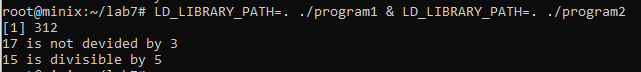 root@minix:~/lab7# LD_LIBRARY_PATH=. ./program1 & LD_LIBRARY_PATH=. ./program2
[1] 312
17 is not devided by 3
15 is divisible by 5